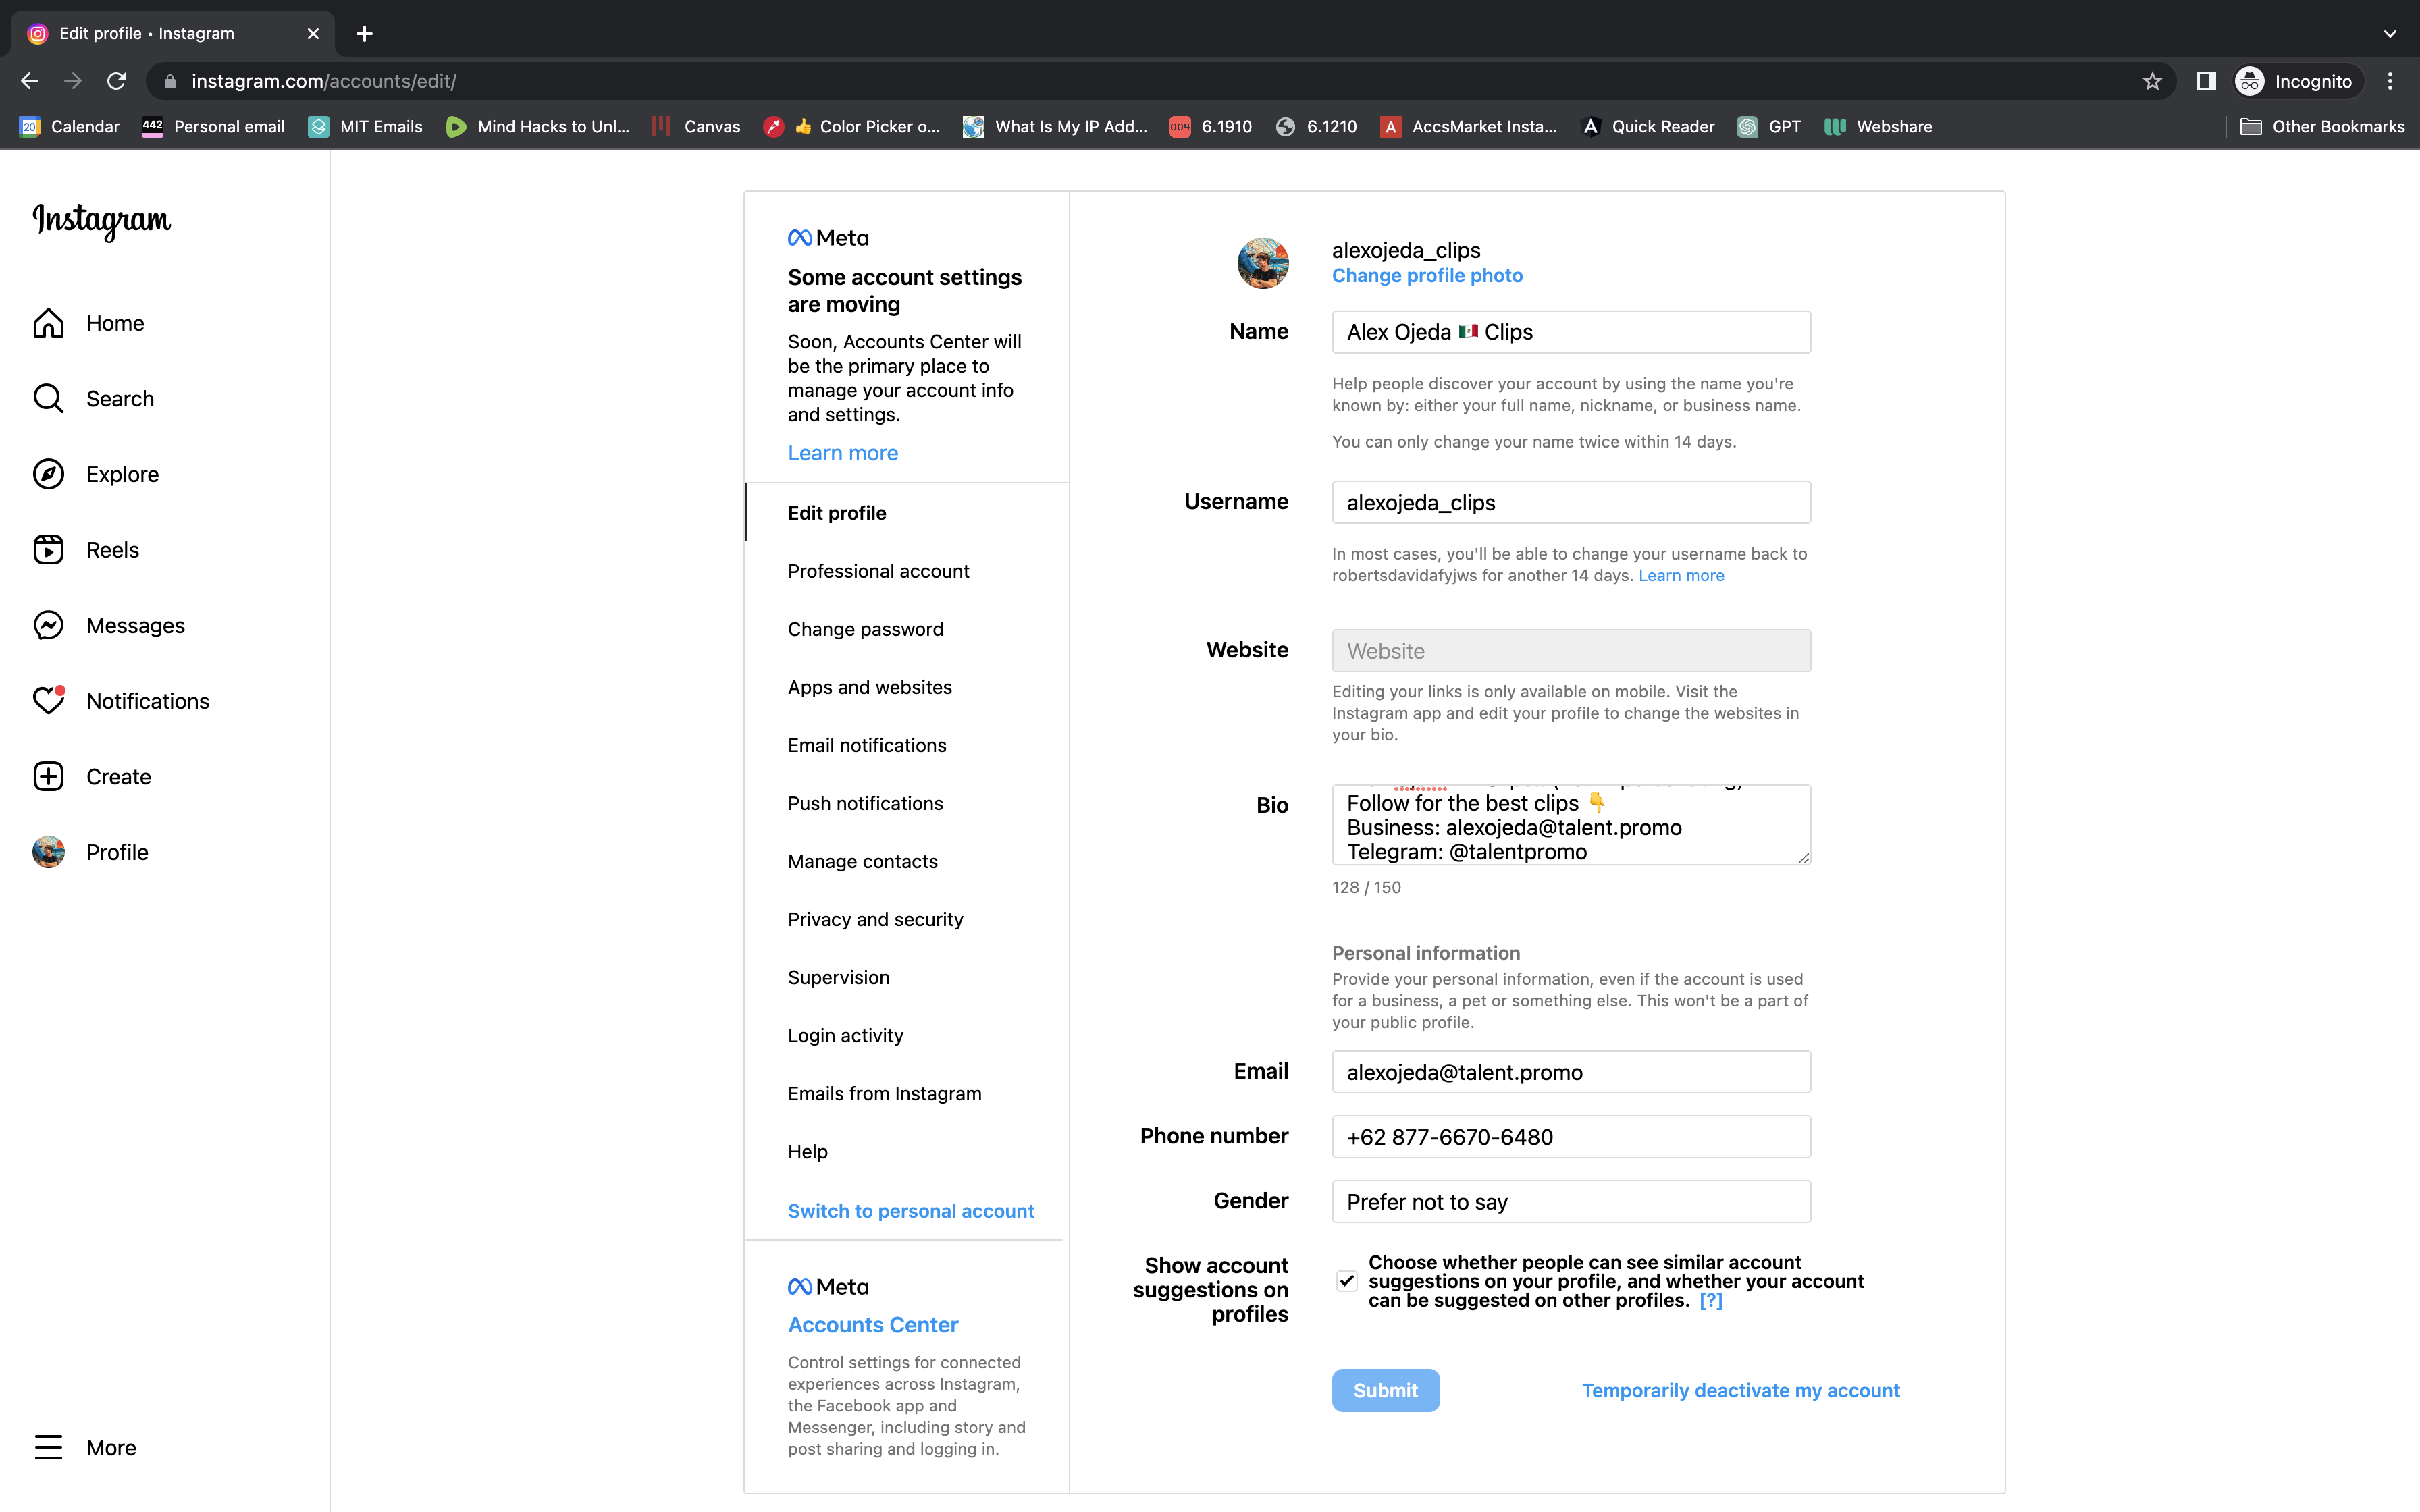 Edit profile • Instagram
instagram.com/accounts/edit/
Incognito
20 Calendar
442 Personal email
MIT Emails
Mind Hacks to Unl...
Canvas
👍 Color Picker o...
What Is My IP Add...
004 6.1910
6.1210
A AccsMarket Insta...
Quick Reader
GPT
Webshare
Other Bookmarks
Instagram
Home
Search
Explore
Reels
Messages
Notifications
Create
Profile
More
Meta
Some account settings
are moving
Soon, Accounts Center will
be the primary place to
manage your account info
and settings.
Learn more
Edit profile
Professional account
Change password
Apps and websites
Email notifications
Push notifications
Manage contacts
Privacy and security
Supervision
Login activity
Emails from Instagram
Help
Switch to personal account
Meta
Accounts Center
Control settings for connected
experiences across Instagram,
the Facebook app and
Messenger, including story and
post sharing and logging in.
alexojeda_clips
Change profile photo
Name
Alex Ojeda 🇲🇽 Clips
Help people discover your account by using the name you're
known by: either your full name, nickname, or business name.
You can only change your name twice within 14 days.
Username
alexojeda_clips
In most cases, you'll be able to change your username back to
robertsdavidafyjws for another 14 days. Learn more
Website
Website
Editing your links is only available on mobile. Visit the
Instagram app and edit your profile to change the websites in
your bio.
Bio
Follow for the best clips 👇
Business: alexojeda@talent.promo
Telegram: @talentpromo
128 / 150
Personal information
Provide your personal information, even if the account is used
for a business, a pet or something else. This won't be a part of
your public profile.
Email
alexojeda@talent.promo
Phone number
+62 877-6670-6480
Gender
Prefer not to say
Show account
suggestions on
profiles
Choose whether people can see similar account
suggestions on your profile, and whether your account
can be suggested on other profiles. [?]
Submit
Temporarily deactivate my account